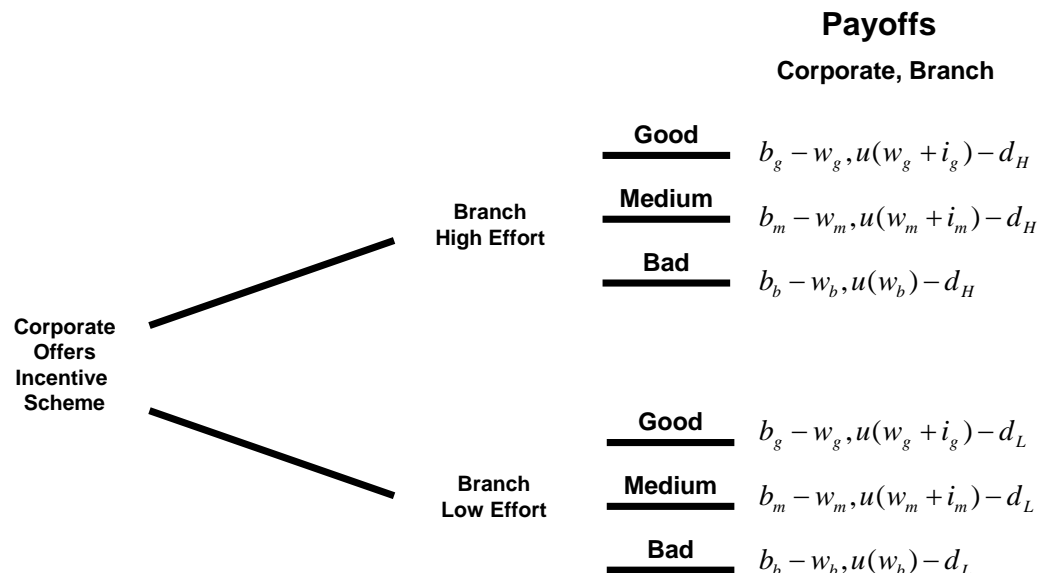 Payoffs
Corporate, Branch
Good
b_g − w_g, u(w_g + i_g) − d_H
Medium
b_m − w_m, u(w_m + i_m) − d_H
Bad
b_b − w_b, u(w_b) − d_H
Branch
High Effort
Corporate
Offers
Incentive
Scheme
Good
b_g − w_g, u(w_g + i_g) − d_L
Branch
Low Effort
Medium
b_m − w_m, u(w_m + i_m) − d_L
Bad
b_b − w_b, u(w_b) − d_L